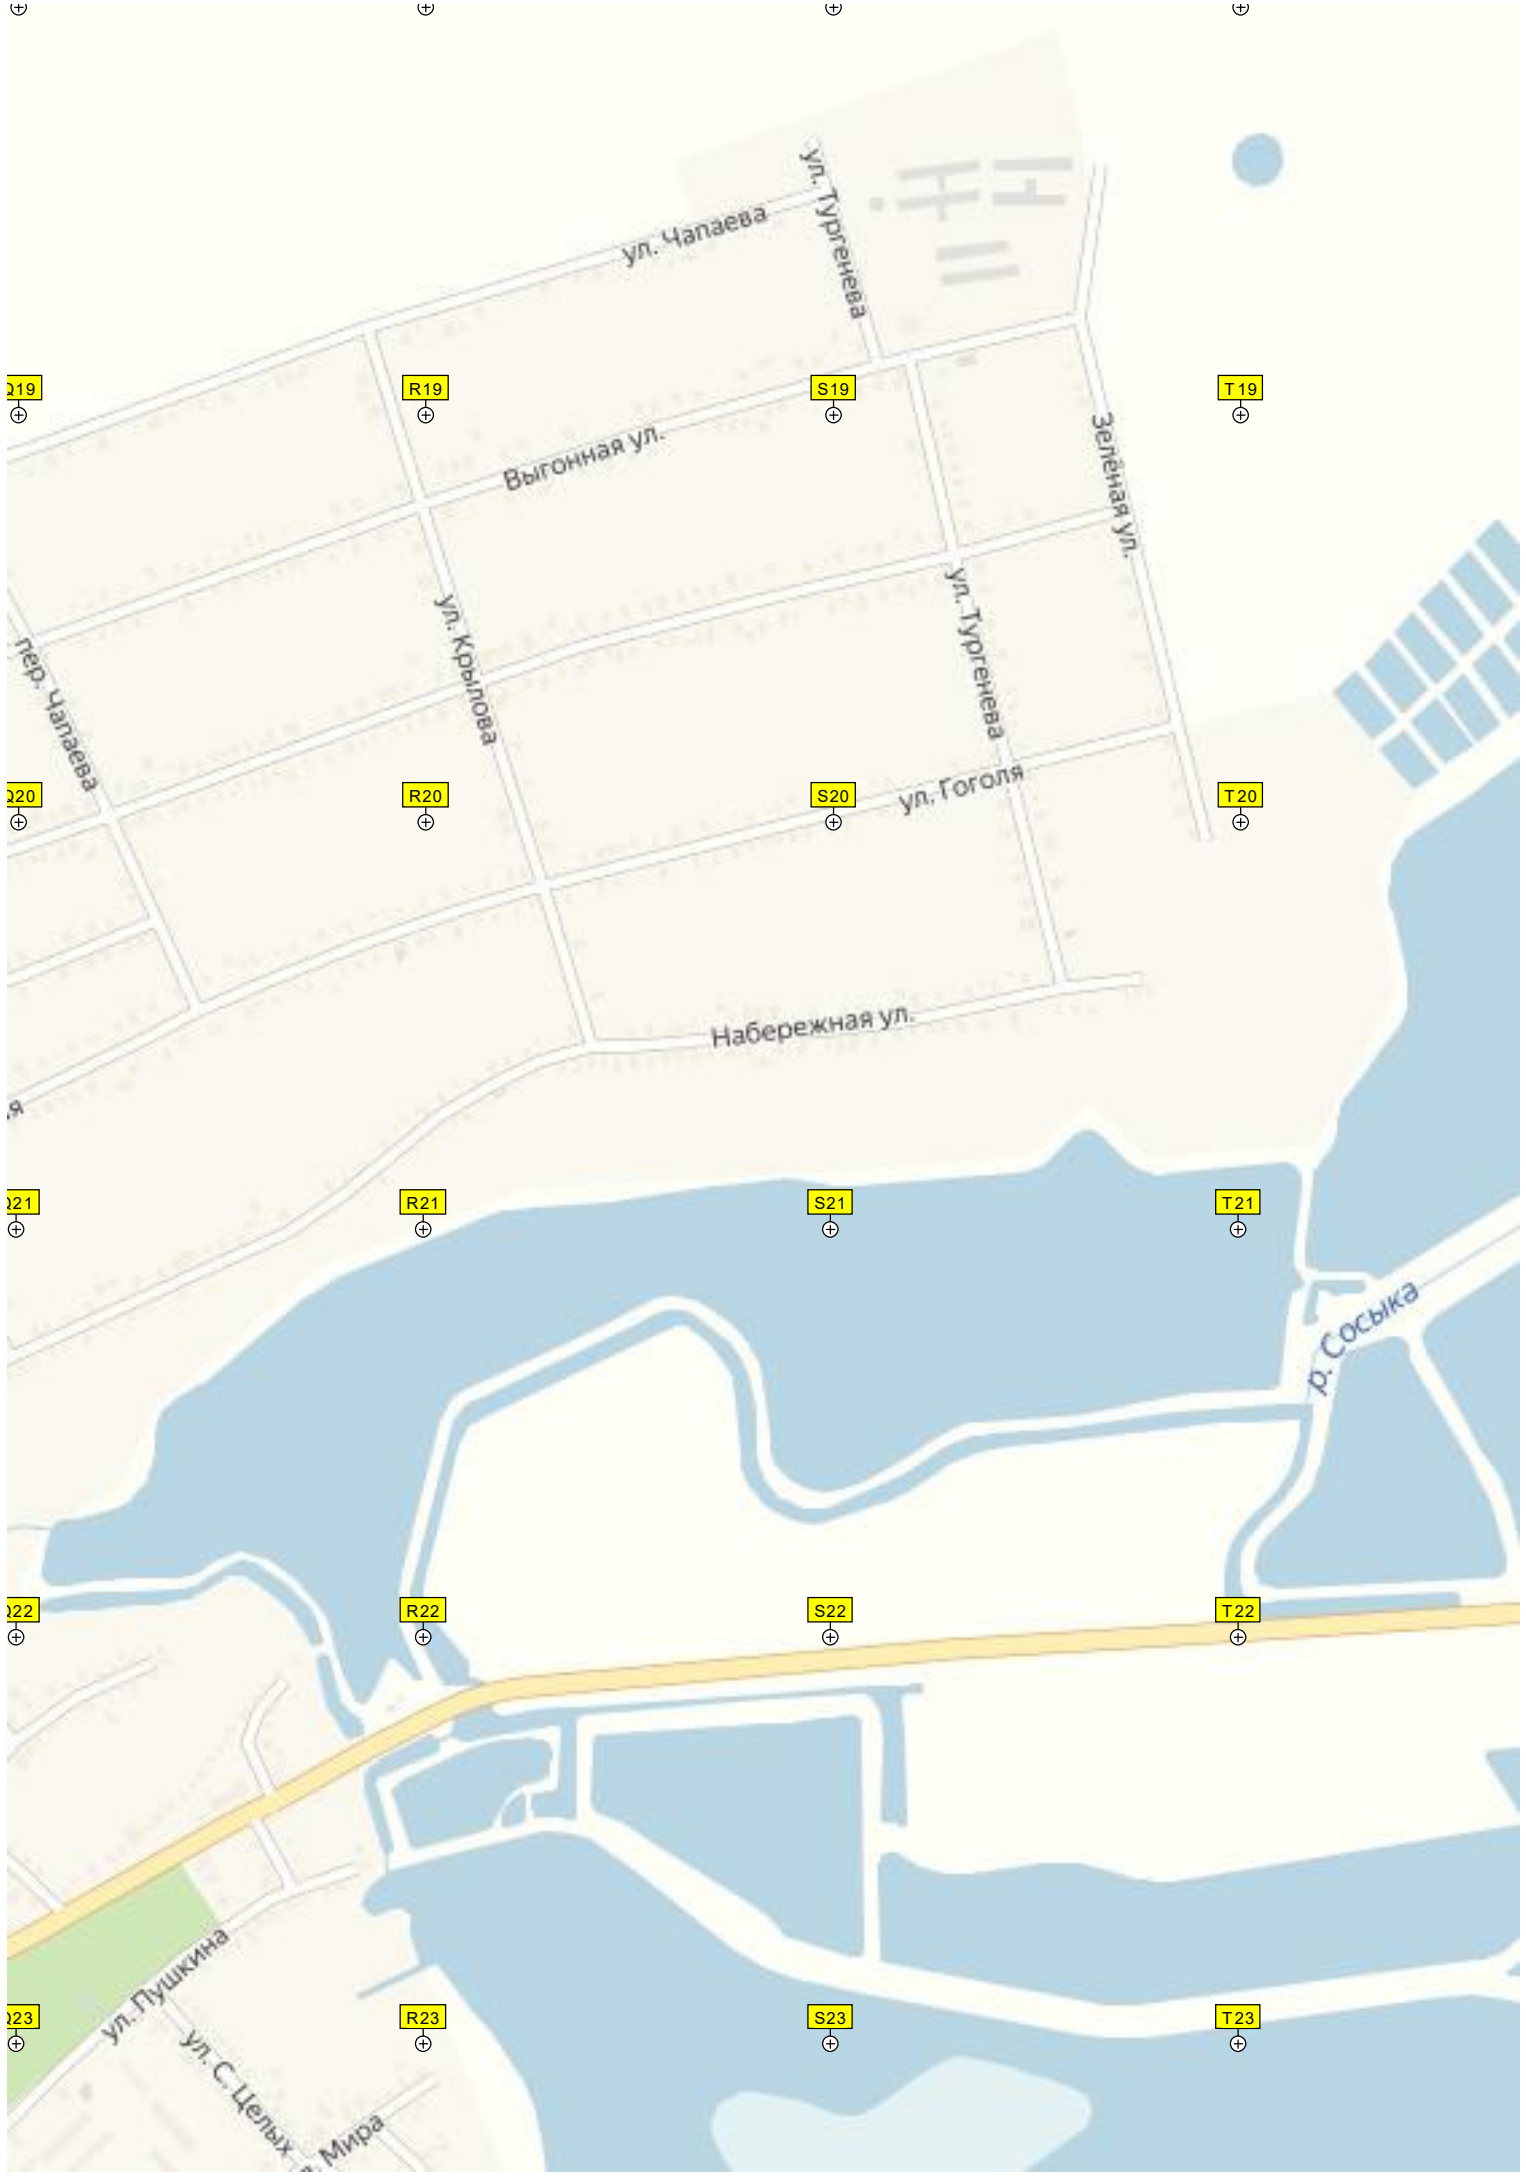 ул. Чапаева
ул. Тургенева
Q19
R19
S19
T19
Выгонная ул.
Зелёная ул.
пер. Чапаева
ул. Крылова
ул. Тургенева
Q20
R20
S20
T20
ул. Гоголя
Набережная ул.
Q21
R21
S21
T21
р. Сосыка
Q22
R22
S22
T22
ул. Пушкина
Q23
R23
S23
T23
ул. С. Целых
Мира